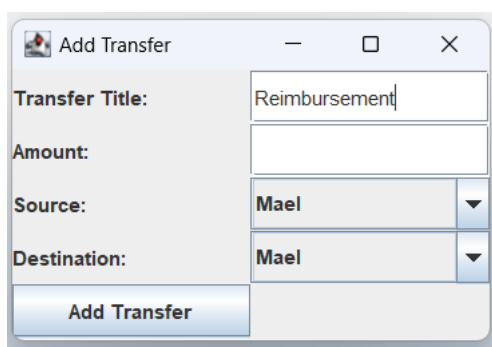 Add Transfer
Transfer Title: Reimbursement
Amount:
Source: Mael
Destination: Mael
Add Transfer